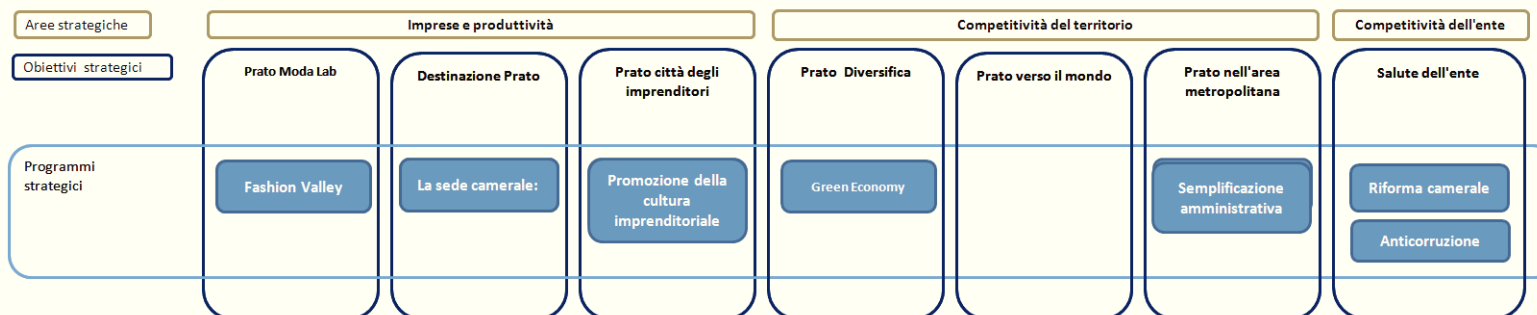 Aree strategiche
Imprese e produttività
Competitività del territorio
Competitività dell'ente
Obiettivi strategici
Prato Moda Lab
Destinazione Prato
Prato città degli
imprenditori
Prato Diversifica
Prato verso il mondo
Prato nell'area
metropolitana
Salute dell'ente
Programmi
strategici
Fashion Valley
La sede camerale:
Promozione della
cultura
imprenditoriale
Green Economy
Semplificazione
amministrativa
Riforma camerale
Anticorruzione